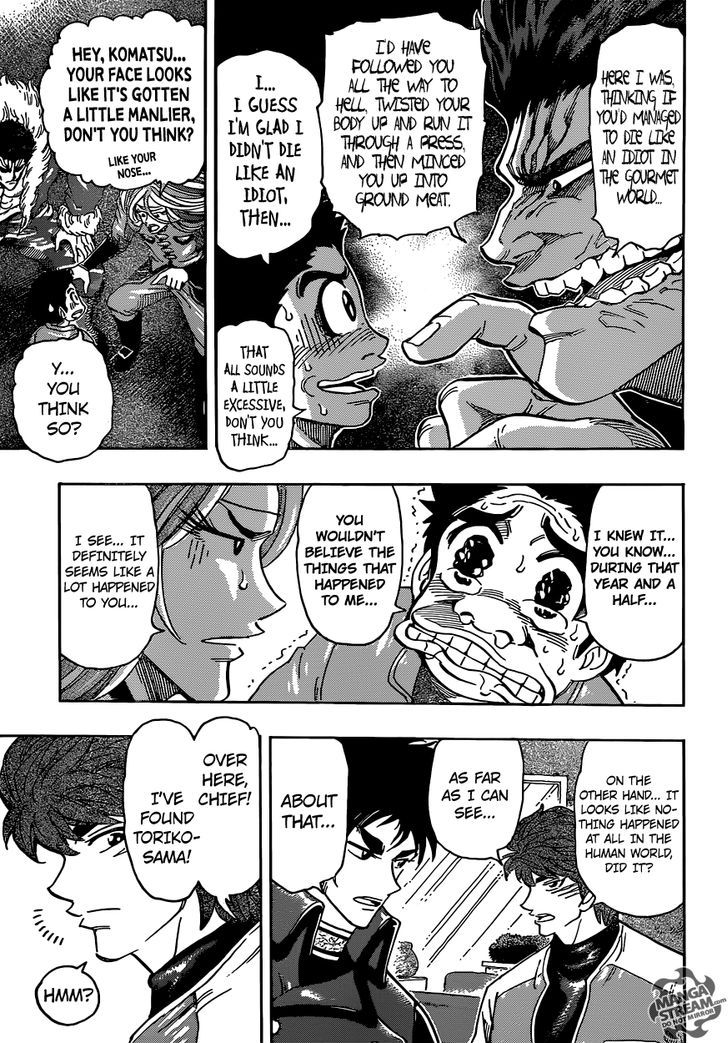 HERE I WAS,
THINKING IF
YOU'D MANAGED
TO DIE LIKE
AN IDIOT IN
THE GOURMET
WORLD...
I'D HAVE
FOLLOWED YOU
ALL THE WAY TO
HELL, TWISTED YOUR
BODY UP AND RUN IT
THROUGH A PRESS,
AND THEN MINCED
YOU UP INTO
GROUND MEAT.
I...
I GUESS
I'M GLAD I
DIDN'T DIE
LIKE AN
IDIOT,
THEN...
THAT
ALL SOUNDS
A LITTLE
EXCESSIVE,
DON'T YOU
THINK...
HEY, KOMATSU...
YOUR FACE LOOKS
LIKE IT'S GOTTEN
A LITTLE MANLIER,
DON'T YOU THINK?
LIKE YOUR
NOSE...
Y...
YOU
THINK
SO?
I KNEW IT...
YOU KNOW...
DURING THAT
YEAR AND A
HALF...
YOU
WOULDN'T
BELIEVE THE
THINGS THAT
HAPPENED
TO ME...
I SEE... IT
DEFINITELY
SEEMS LIKE A
LOT HAPPENED
TO YOU...
ON THE
OTHER HAND... IT
LOOKS LIKE NO-
THING HAPPENED
AT ALL IN THE
HUMAN WORLD,
DID IT?
AS FAR
AS I CAN
SEE...
ABOUT
THAT...
OVER
HERE,
CHIEF!
I'VE
FOUND
TORIKO-
SAMA!
HMM?
MANGA
STREAM.COM
DO NOT MIRROR